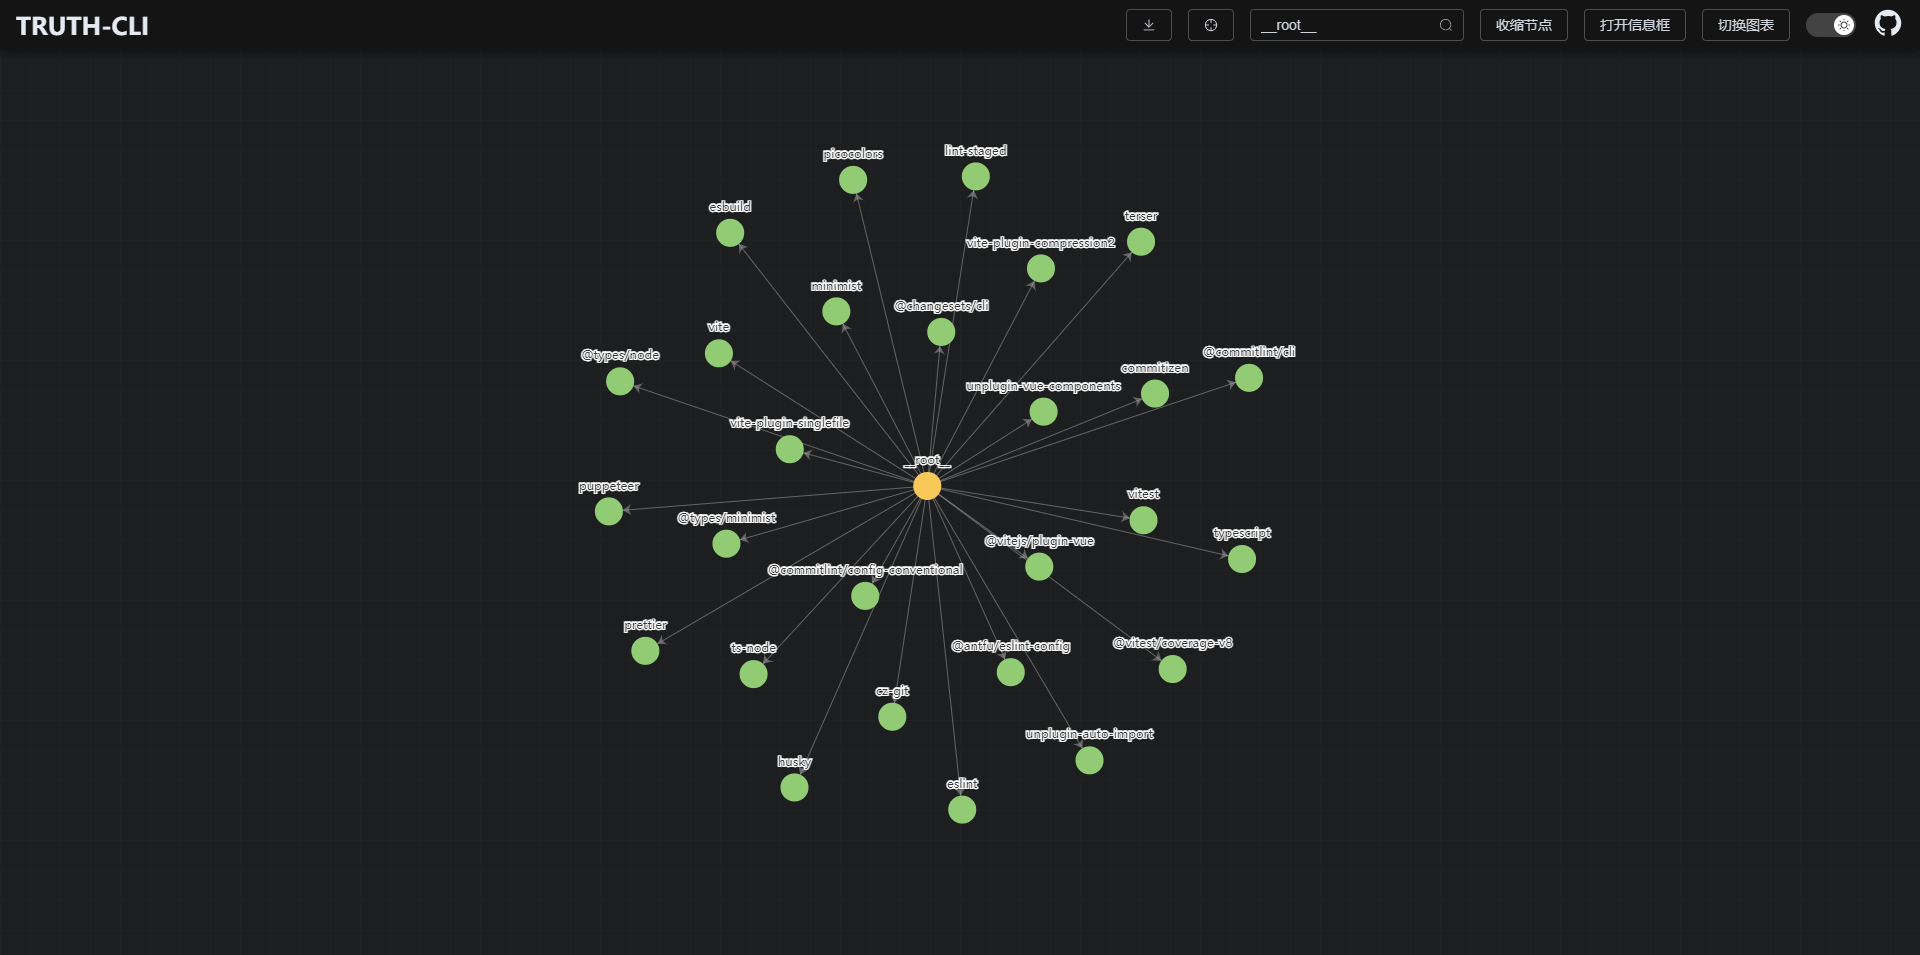 TRUTH-CLI
__root__
收缩节点
打开信息框
切换图表
picocolors
lint-staged
esbuild
terser
vite-plugin-compression2
minimist
@changesets/cli
vite
@types/node
@commitlint/cli
commitizen
unplugin-vue-components
vite-plugin-singlefile
__root__
puppeteer
vitest
@types/minimist
typescript
@vitejs/plugin-vue
@commitlint/config-conventional
prettier
ts-node
@antfu/eslint-config
@vitest/coverage-v8
cz-git
unplugin-auto-import
husky
eslint